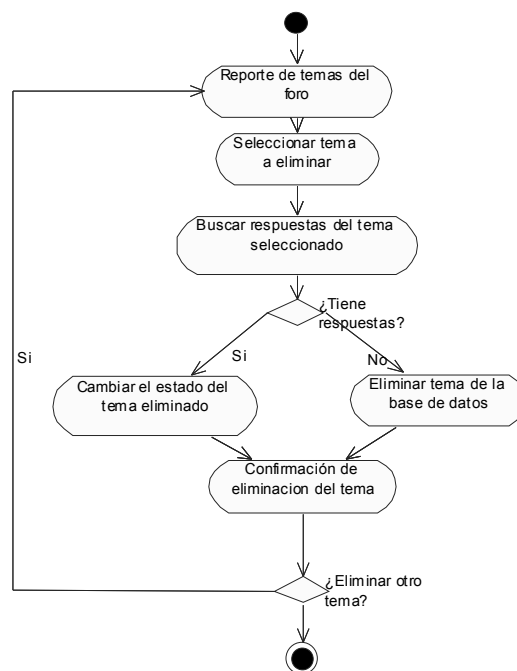 Reporte de temas del
foro
Seleccionar tema
a eliminar
Buscar respuestas del tema
seleccionado
¿Tiene
respuestas?
Si
Si
No
Cambiar el estado del
tema eliminado
Eliminar tema de la
base de datos
Confirmación de
eliminacion del tema
¿Eliminar otro
tema?